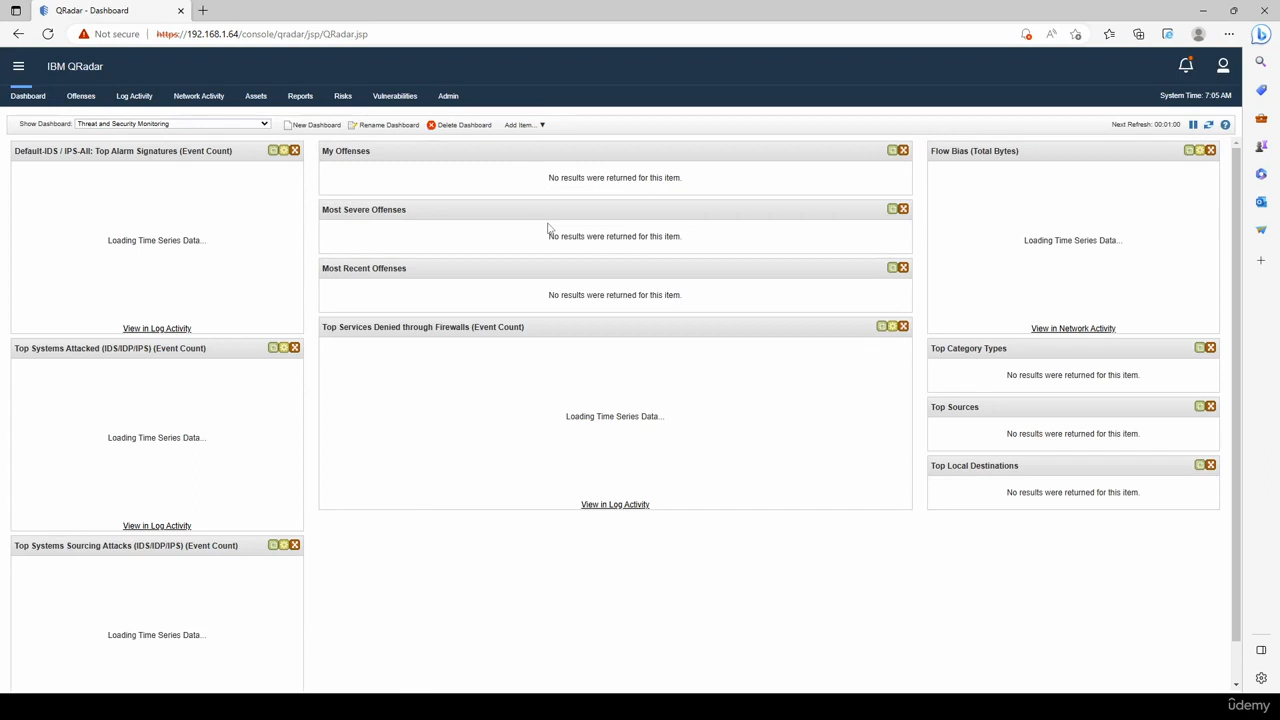 QRadar - Dashboard
Not secure
https://192.168.1.64/console/qradar/jsp/QRadar.jsp
IBM QRadar
Dashboard
Offenses
Log Activity
Network Activity
Assets
Reports
Risks
Vulnerabilities
Admin
System Time: 7:05 AM
Show Dashboard:
Threat and Security Monitoring
New Dashboard
Rename Dashboard
Delete Dashboard
Add Item...
Next Refresh: 00:01:00
Default-IDS / IPS-All: Top Alarm Signatures (Event Count)
Loading Time Series Data...
View in Log Activity
Top Systems Attacked (IDS/IDP/IPS) (Event Count)
Loading Time Series Data...
View in Log Activity
Top Systems Sourcing Attacks (IDS/IDP/IPS) (Event Count)
Loading Time Series Data...
My Offenses
No results were returned for this item.
Most Severe Offenses
No results were returned for this item.
Most Recent Offenses
No results were returned for this item.
Top Services Denied through Firewalls (Event Count)
Loading Time Series Data...
View in Log Activity
Flow Bias (Total Bytes)
Loading Time Series Data...
View in Network Activity
Top Category Types
No results were returned for this item.
Top Sources
No results were returned for this item.
Top Local Destinations
No results were returned for this item.
udemy